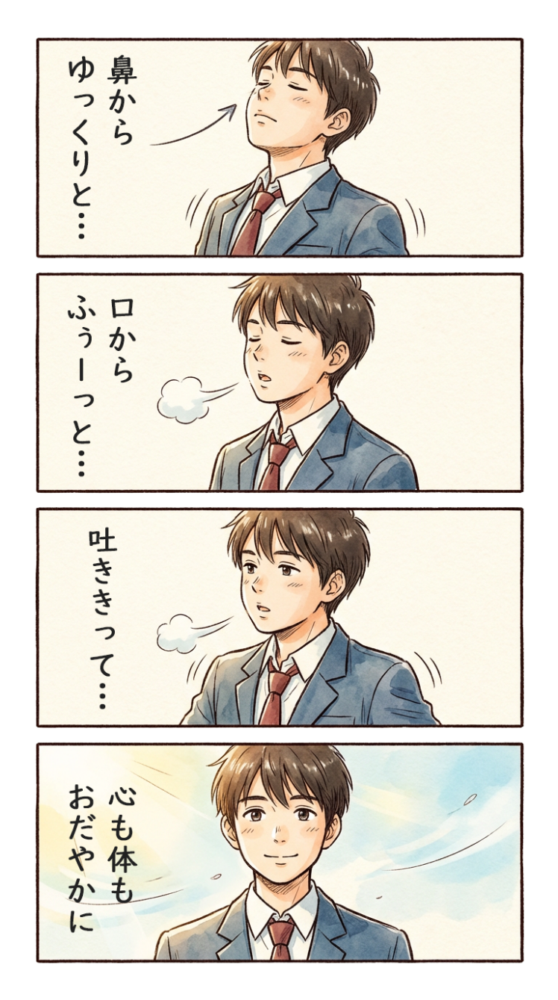 鼻から
ゆっくりと…
口から
ふぅーっと…
吐ききって…
心も体も
おだやかに